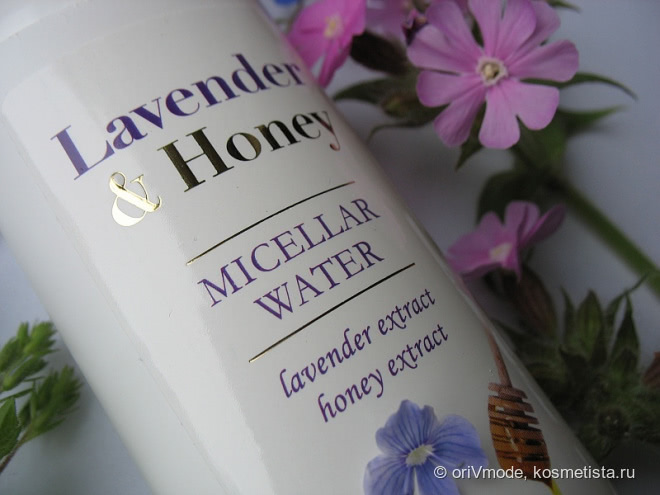 Lavender
& Honey
MICELLAR
WATER
lavender extract
honey extract
© oriVmode, kosmetista.ru